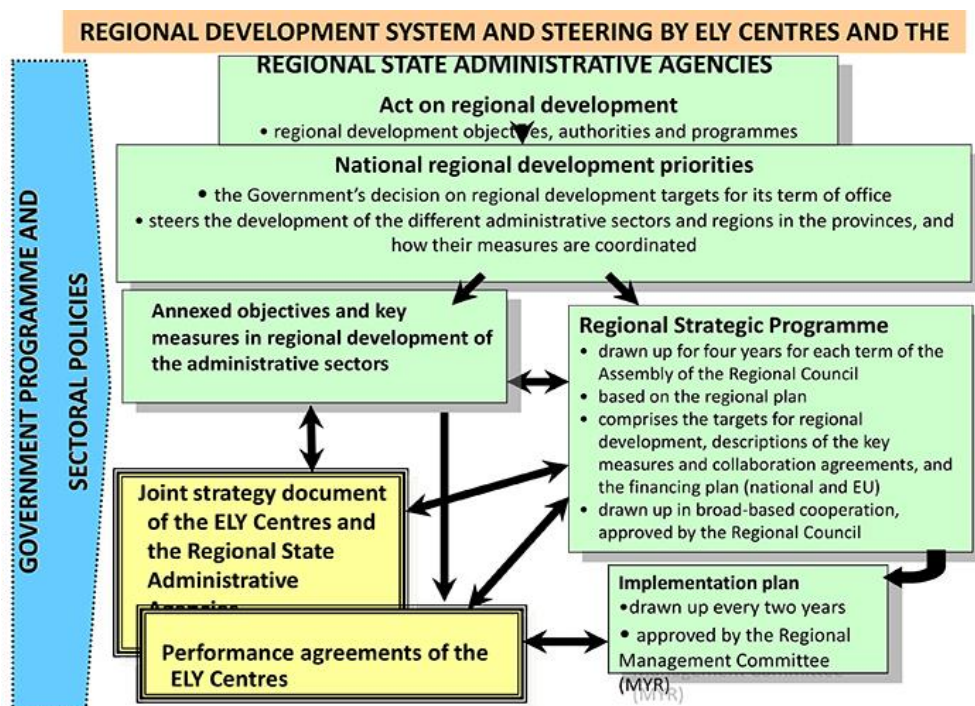 REGIONAL DEVELOPMENT SYSTEM AND STEERING BY ELY CENTRES AND THE
REGIONAL STATE ADMINISTRATIVE AGENCIES
GOVERNMENT PROGRAMME AND
SECTORAL POLICIES
Act on regional development
• regional development objectives, authorities and programmes
National regional development priorities
• the Government's decision on regional development targets for its term of office
• steers the development of the different administrative sectors and regions in the provinces, and
how their measures are coordinated
Annexed objectives and key
measures in regional development of
the administrative sectors
Regional Strategic Programme
• drawn up for four years for each term of the
Assembly of the Regional Council
• based on the regional plan
• comprises the targets for regional
development, descriptions of the key
measures and collaboration agreements, and
the financing plan (national and EU)
• drawn up in broad-based cooperation,
approved by the Regional Council
Joint strategy document
of the ELY Centres and
the Regional State
Administrative
Agencies
Performance agreements of the
ELY Centres
Implementation plan
•drawn up every two years
• approved by the Regional
Management Committee
(MYR)
(MYR)